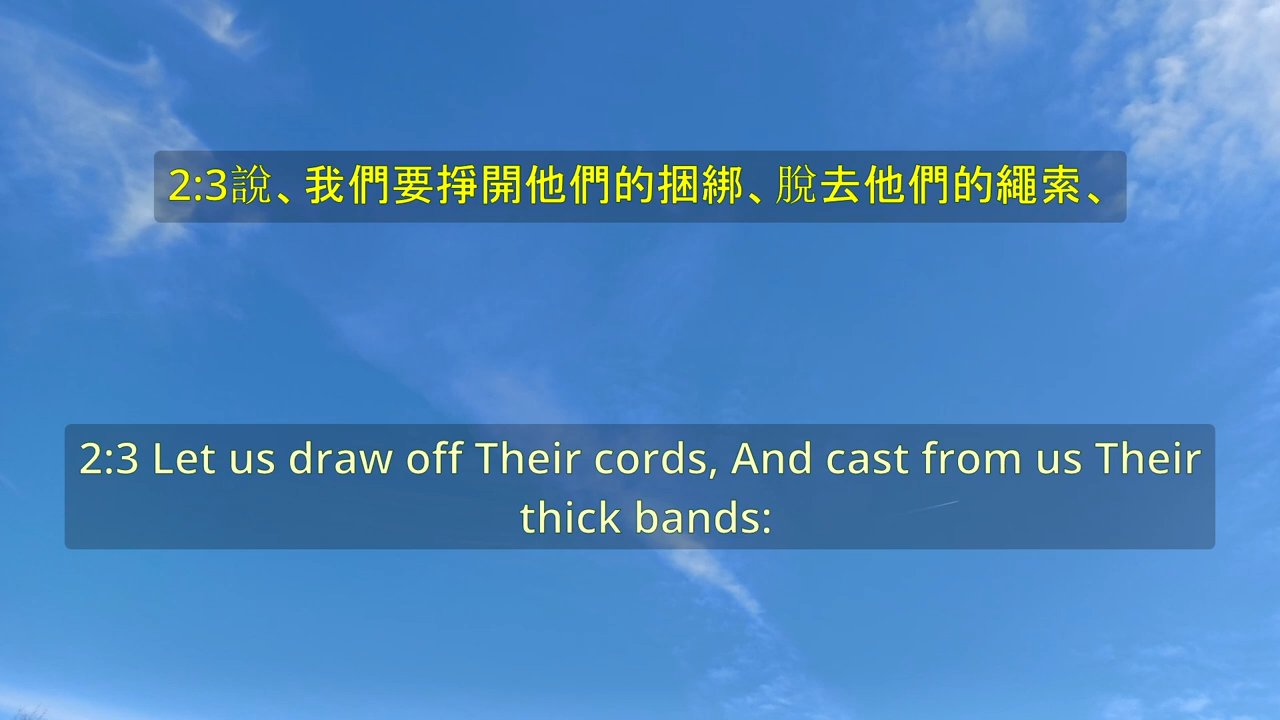 2:3說、我們要掙開他們的捆綁、脫去他們的繩索、
2:3 Let us draw off Their cords, And cast from us Their
thick bands: